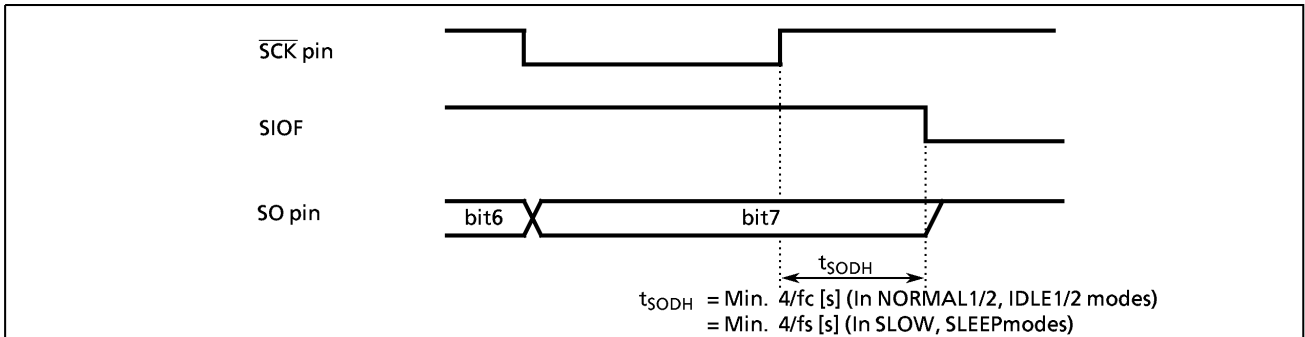 S̅C̅K̅ pin
SIOF
SO pin
bit6 bit7
tSODH
tSODH = Min. 4/fc [s] (In NORMAL1/2, IDLE1/2 modes)
= Min. 4/fs [s] (In SLOW, SLEEPmodes)